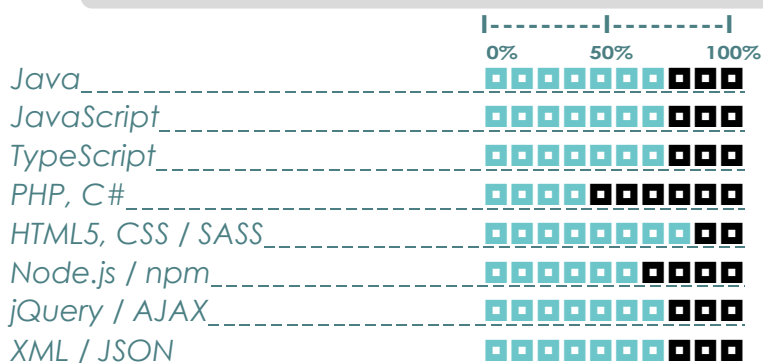 0% 50% 100%
Java
JavaScript
TypeScript
PHP, C#
HTML5, CSS / SASS
Node.js / npm
jQuery / AJAX
XML / JSON